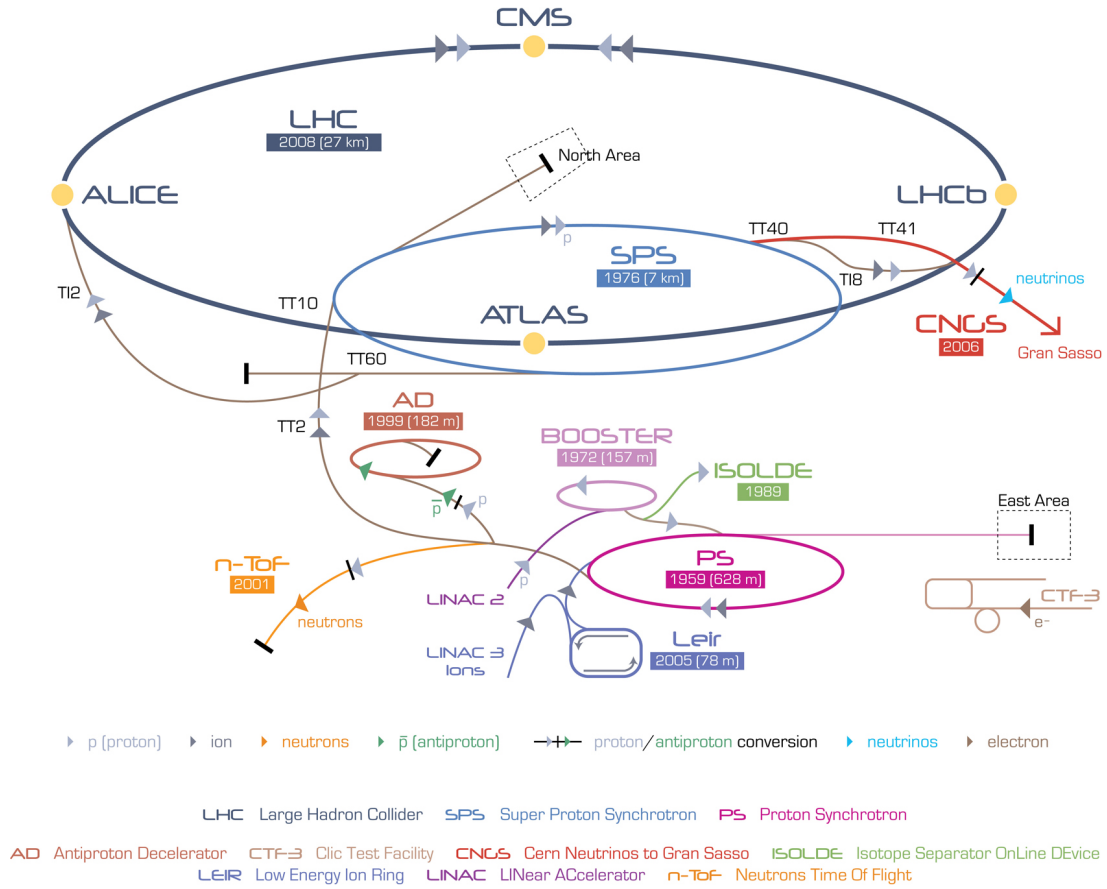 CMS
LHC
2008 (27 km)
North Area
ALICE
LHCb
TT40
TT41
p
SPS
1976 (7 km)
TI8
neutrinos
TI2
TT10
ATLAS
CNGS
2006
Gran Sasso
TT60
AD
1999 (182 m)
TT2
BOOSTER
1972 (157 m)
ISOLDE
1989
p̅
p
East Area
n-ToF
2001
PS
1959 (628 m)
p
LINAC 2
neutrons
CTF-3
e-
LINAC 3
Ions
Leir
2005 (78 m)
p (proton) ion neutrons p̅ (antiproton) proton/antiproton conversion neutrinos electron
LHC Large Hadron Collider SPS Super Proton Synchrotron PS Proton Synchrotron
AD Antiproton Decelerator CTF-3 Clic Test Facility CNGS Cern Neutrinos to Gran Sasso ISOLDE Isotope Separator OnLine DEvice
LEIR Low Energy Ion Ring LINAC LINear ACcelerator n-ToF Neutrons Time Of Flight